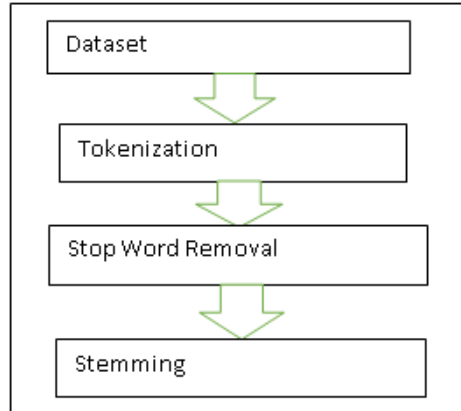 Dataset
Tokenization
Stop Word Removal
Stemming